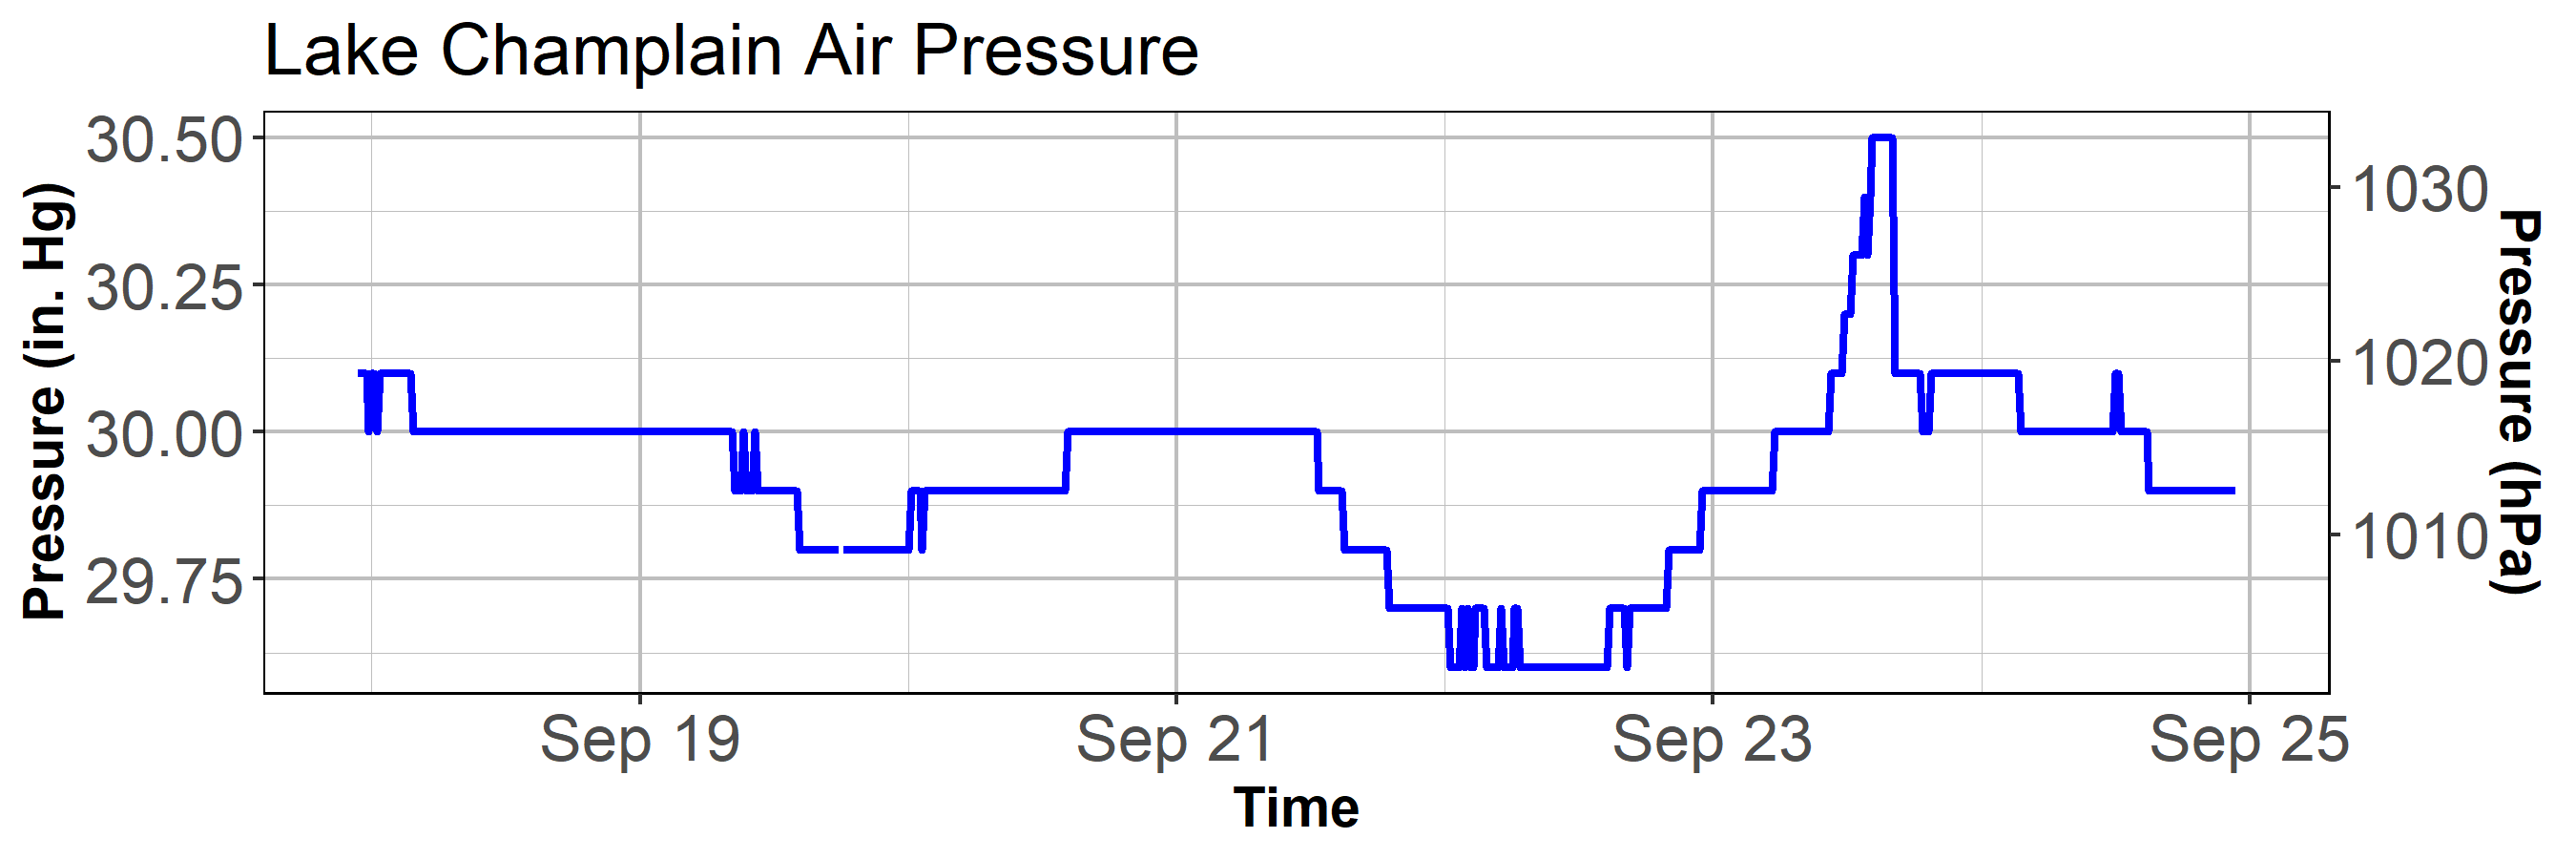 Lake Champlain Air Pressure
Pressure (in. Hg)
30.50
30.25
30.00
29.75
1030
1020
1010
Pressure (hPa)
Sep 19 Sep 21 Sep 23 Sep 25
Time